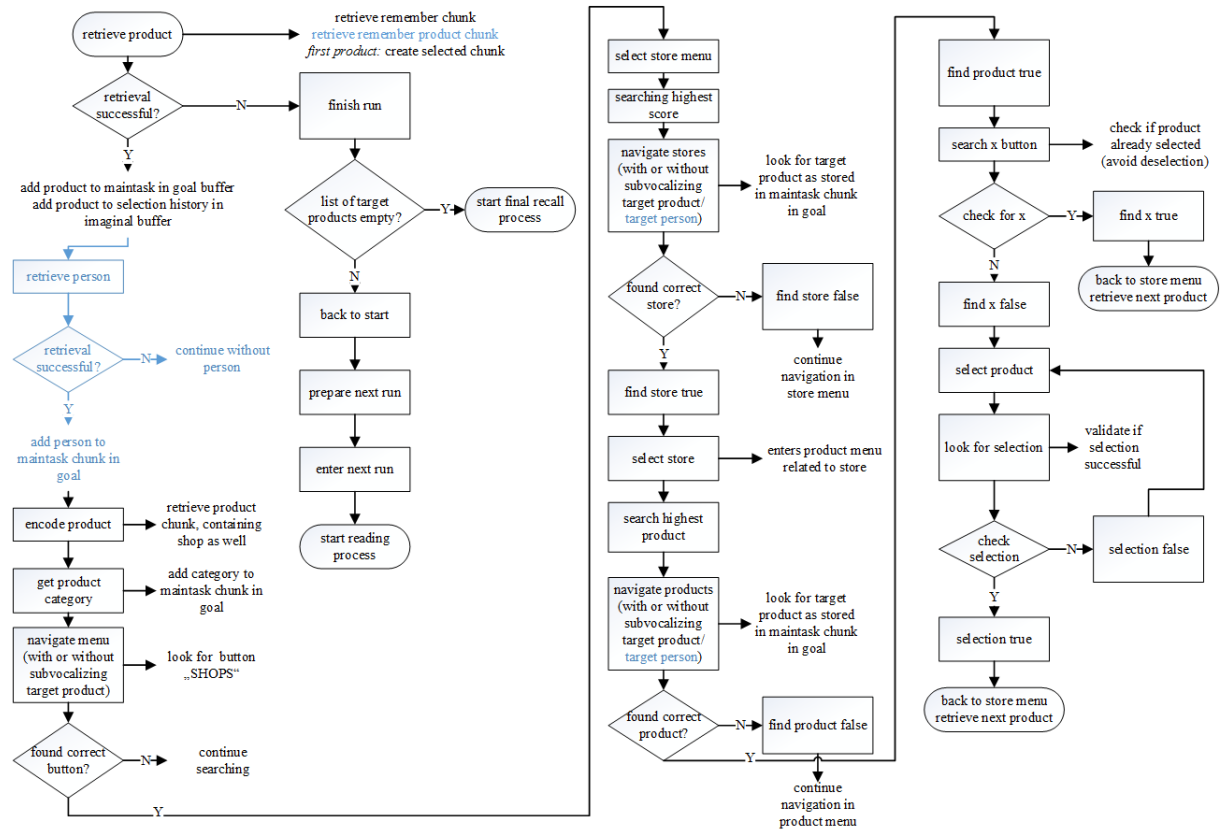 retrieve product
retrieve remember chunk
retrieve remember product chunk
first product: create selected chunk
retrieval
successful?
N
finish run
Y
add product to maintask in goal buffer
add product to selection history in
imaginal buffer
list of target
products empty?
Y
start final recall
process
N
retrieve person
back to start
retrieval
successful?
N
continue without
person
Y
prepare next run
add person to
maintask chunk in
goal
enter next run
encode product
retrieve product
chunk, containing
shop as well
start reading
process
get product
category
add category to
maintask chunk in
goal
navigate menu
(with or without
subvocalizing
target product)
look for button
„SHOPS“
found correct
button?
N
continue
searching
Y
select store menu
searching highest
score
navigate stores
(with or without
subvocalizing
target product/
target person)
look for target
product as stored
in maintask chunk
in goal
found correct
store?
N
find store false
continue
navigation in
store menu
Y
find store true
select store
enters product menu
related to store
search highest
product
navigate products
(with or without
subvocalizing
target product/
target person)
look for target
product as stored
in maintask chunk
in goal
found correct
product?
N
find product false
Y
continue
navigation in
product menu
find product true
search x button
check if product
already selected
(avoid deselection)
check for x
Y
find x true
back to store menu
retrieve next product
N
find x false
select product
look for selection
validate if
selection
successful
check
selection
N
selection false
Y
selection true
back to store menu
retrieve next product